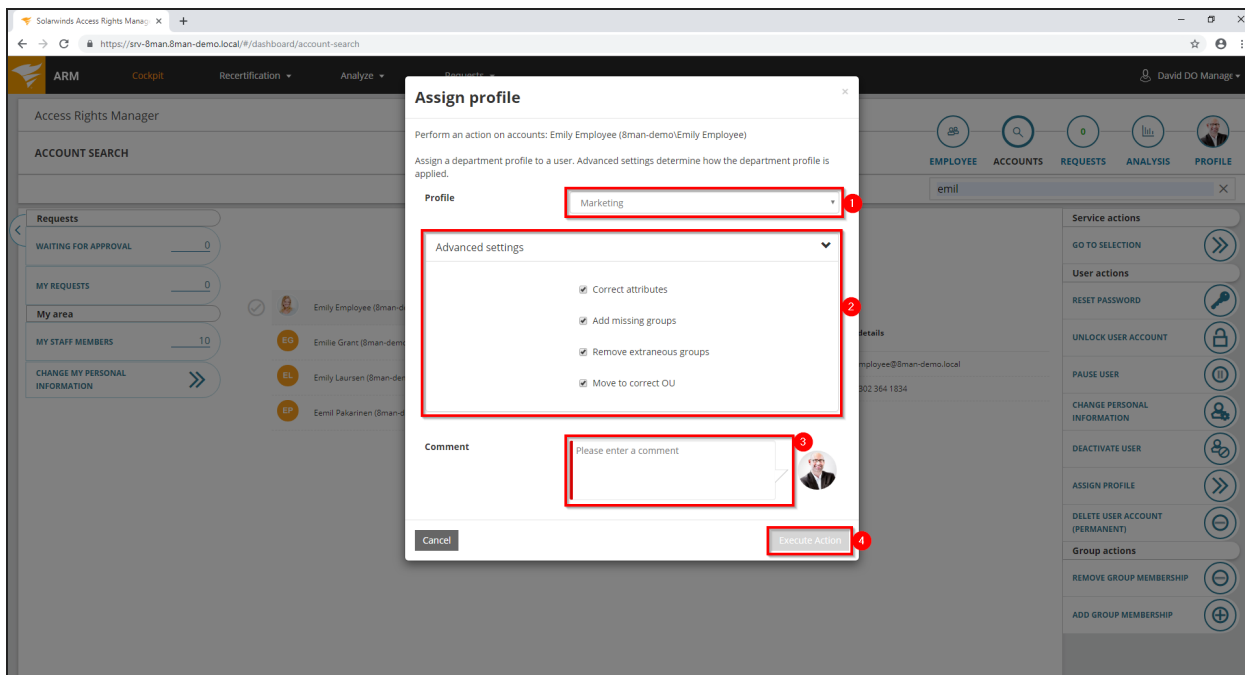 Solarwinds Access Rights Manag
https://srv-8man.8man-demo.local/#/dashboard/account-search
ARM
Cockpit
Recertification
Analyze
Requests
David DO Manage
Access Rights Manager
ACCOUNT SEARCH
0
EMPLOYEE
ACCOUNTS
REQUESTS
ANALYSIS
PROFILE
emil
Requests
WAITING FOR APPROVAL
0
MY REQUESTS
0
My area
MY STAFF MEMBERS
10
CHANGE MY PERSONAL
INFORMATION
Emily Employee (8man-d
EG
Emilie Grant (8man-demo
EL
Emily Laursen (8man-der
EP
Eemil Pakarinen (8man-d
Assign profile
Perform an action on accounts: Emily Employee (8man-demo\Emily Employee)
Assign a department profile to a user. Advanced settings determine how the department profile is
applied.
Profile
Marketing
1
Advanced settings
Correct attributes
Add missing groups
Remove extraneous groups
Move to correct OU
2
Comment
Please enter a comment
3
Cancel
Execute Action
4
details
mployee@8man-demo.local
302 364 1834
Service actions
GO TO SELECTION
User actions
RESET PASSWORD
UNLOCK USER ACCOUNT
PAUSE USER
CHANGE PERSONAL
INFORMATION
DEACTIVATE USER
ASSIGN PROFILE
DELETE USER ACCOUNT
(PERMANENT)
Group actions
REMOVE GROUP MEMBERSHIP
ADD GROUP MEMBERSHIP